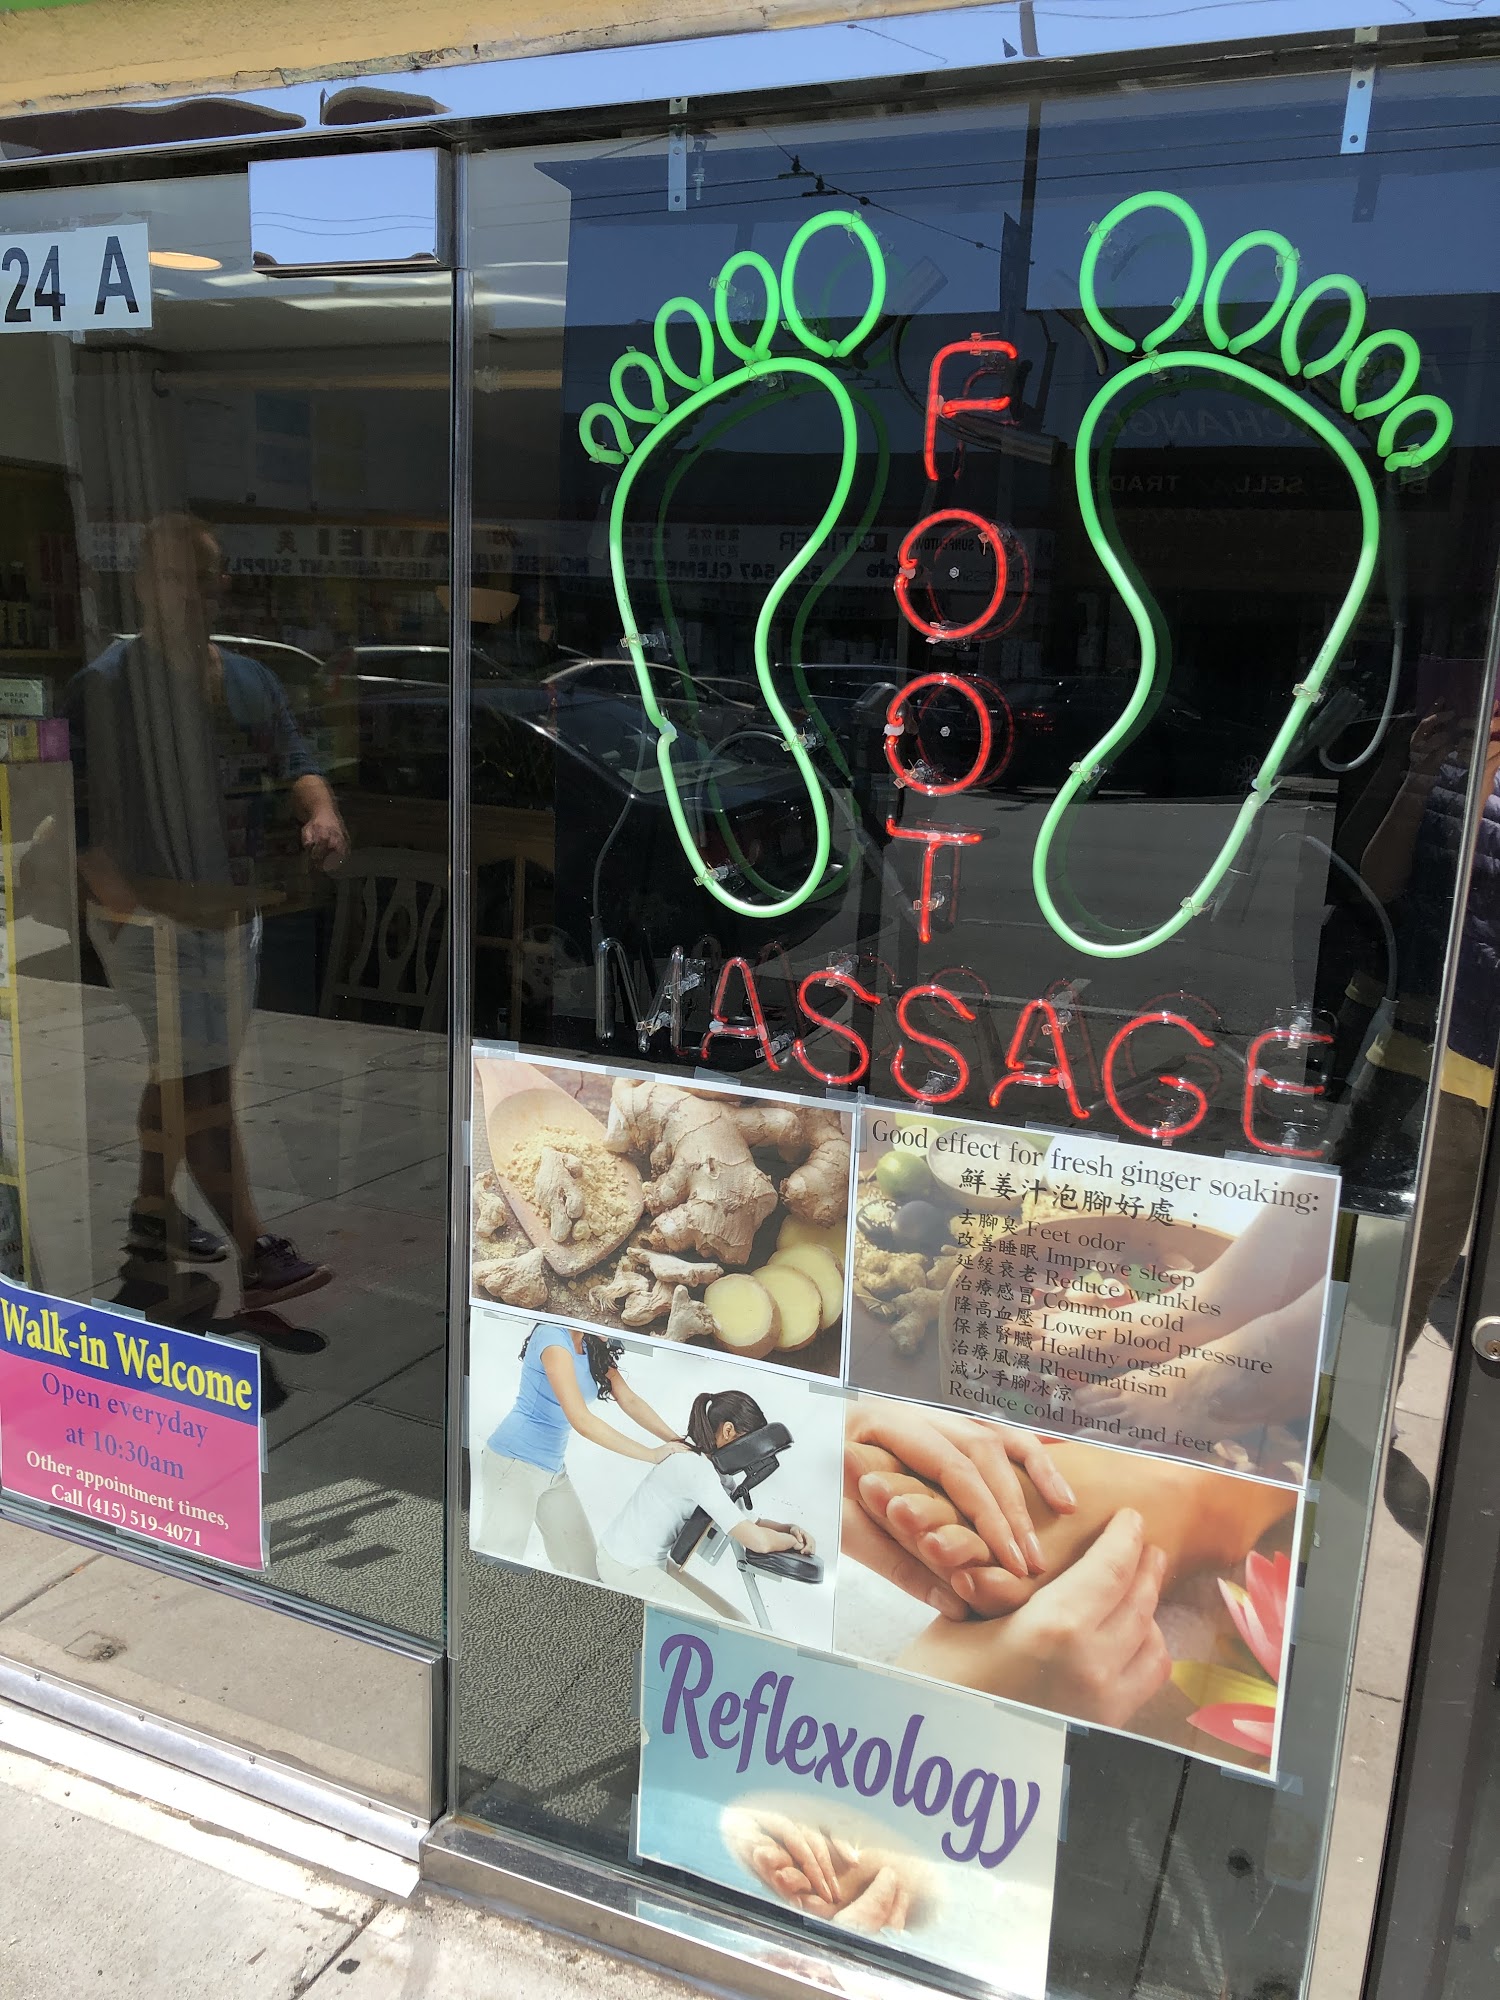 24 A
FOOT
MASSAGE
Good effect for fresh ginger soaking:
鮮姜汁泡腳好處：
去腳臭 Feet odor
改善睡眠 Improve sleep
延緩衰老 Reduce wrinkles
治療感冒 Common cold
降高血壓 Lower blood pressure
保養腎臟 Healthy organ
治療風濕 Rheumatism
減少手腳冰涼
Reduce cold hand and feet
Walk-in Welcome
Open everyday
at 10:30am
Other appointment times,
Call (415) 519-4071
Reflexology